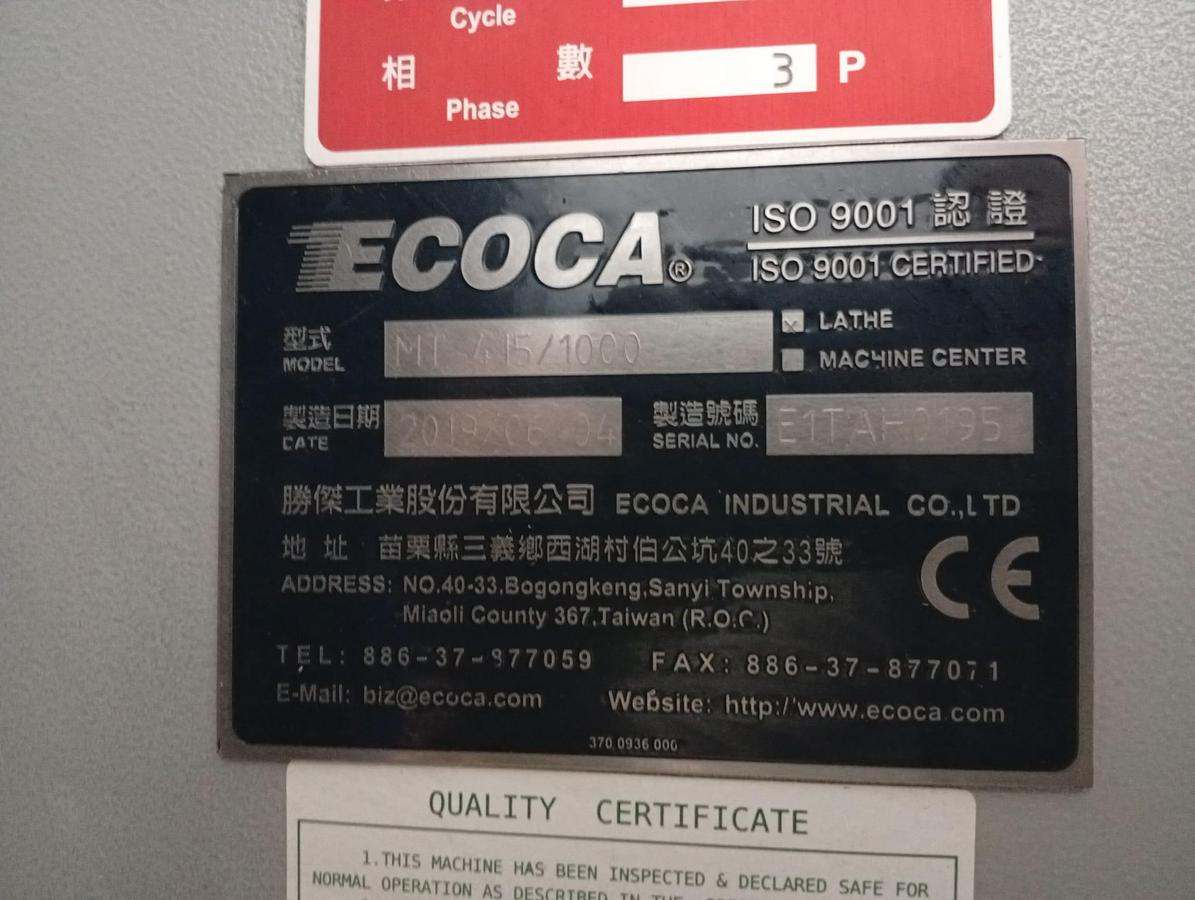 Cycle
相 數 3 P
Phase
ECOCA®
ISO 9001 認證
ISO 9001 CERTIFIED
型式
MODEL
415/1000
x LATHE
MACHINE CENTER
製造日期
DATE
2019
04
製造號碼
SERIAL NO.
E1TAH0195
勝傑工業股份有限公司 ECOCA INDUSTRIAL CO.,LTD
地 址 苗栗縣三義鄉西湖村伯公坑40之33號
ADDRESS: NO.40-33.Bogongkeng,Sanyi Township,
Miaoli County 367,Taiwan (R.O.C.)
CE
TEL: 886-37-877059 FAX: 886-37-877071
E-Mail: biz@ecoca.com Website: http://www.ecoca.com
370 0936 000
QUALITY CERTIFICATE
1.THIS MACHINE HAS BEEN INSPECTED & DECLARED SAFE FOR
NORMAL OPERATION AS DESCRIBED IN THE